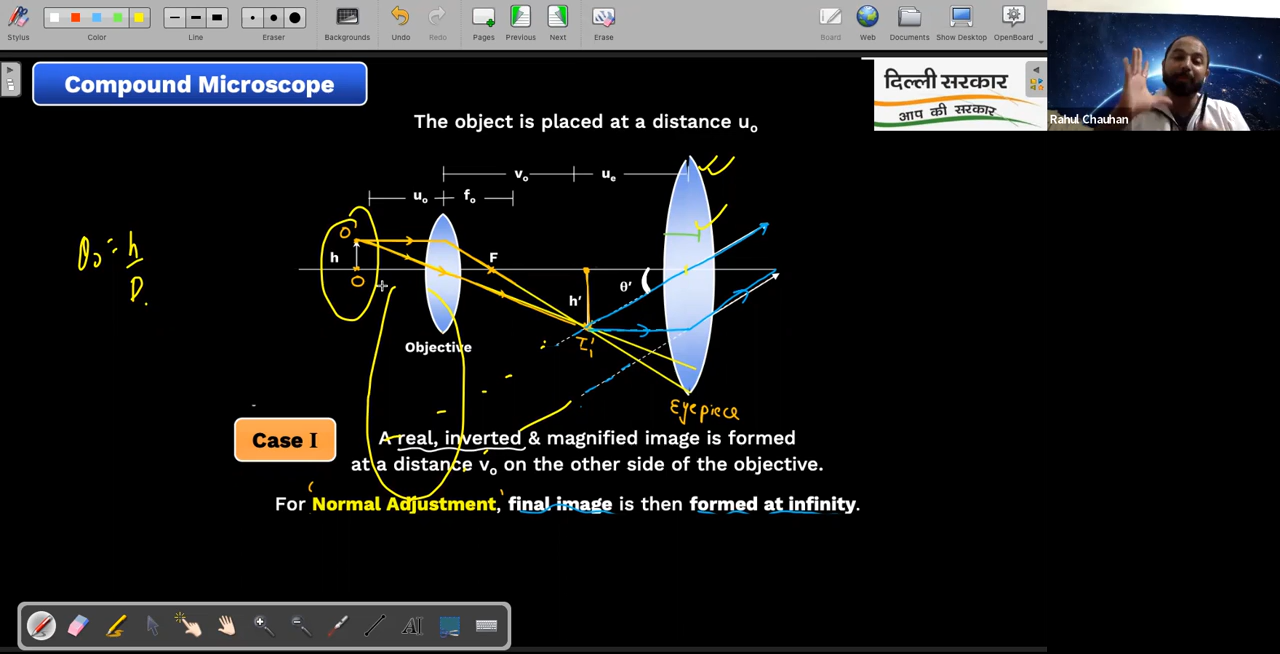 Stylus
Color
Line
Eraser
Backgrounds
Undo
Redo
Pages
Previous
Next
Erase
Board
Web
Documents
Show Desktop
OpenBoard
Compound Microscope
दिल्ली सरकार
आप की सरकार
Rahul Chauhan
The object is placed at a distance uₒ
vₒ
uₑ
uₒ
fₒ
O'
h
O
F
θ'
h'
I₁'
θₒ = h
D.
Objective
Eyepiece
Case I
A real, inverted & magnified image is formed
at a distance vₒ on the other side of the objective.
For 'Normal Adjustment,' final image is then formed at infinity.
AI